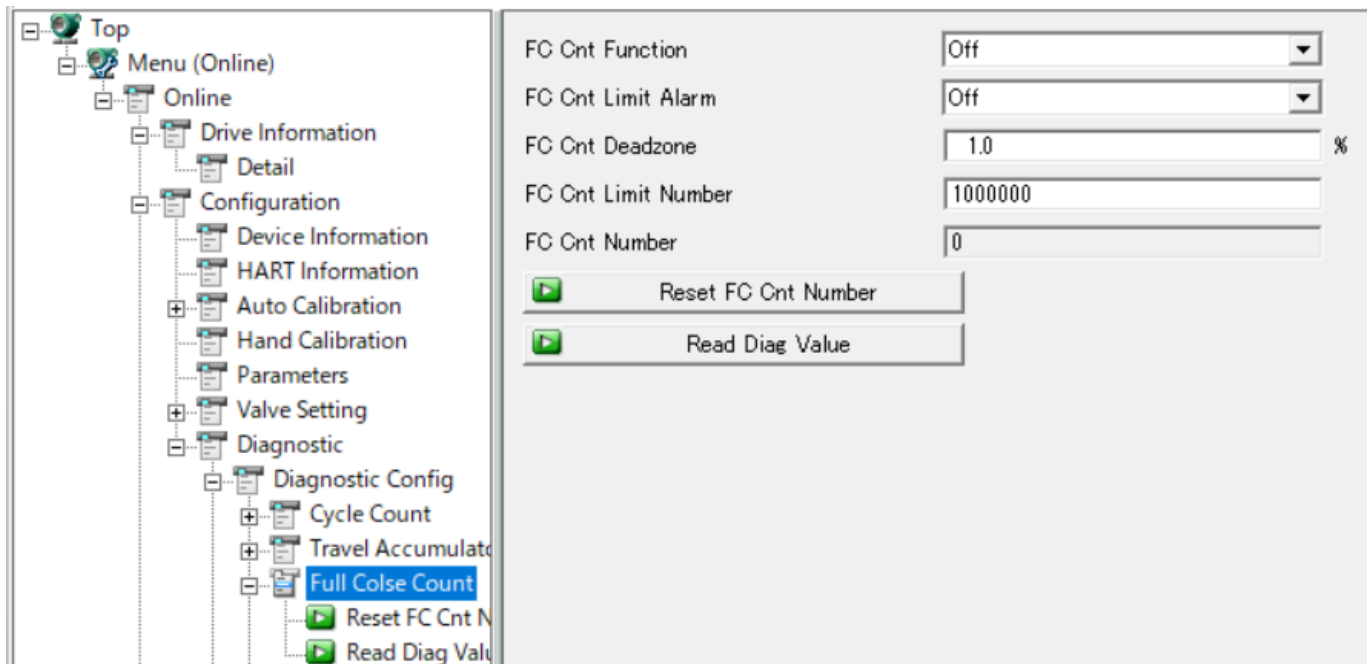 Top
Menu (Online)
Online
Drive Information
Detail
Configuration
Device Information
HART Information
Auto Calibration
Hand Calibration
Parameters
Valve Setting
Diagnostic
Diagnostic Config
Cycle Count
Travel Accumulato
Full Colse Count
Reset FC Cnt N
Read Diag Valu
FC Cnt Function Off
FC Cnt Limit Alarm Off
FC Cnt Deadzone 1.0 %
FC Cnt Limit Number 1000000
FC Cnt Number 0
Reset FC Cnt Number
Read Diag Value